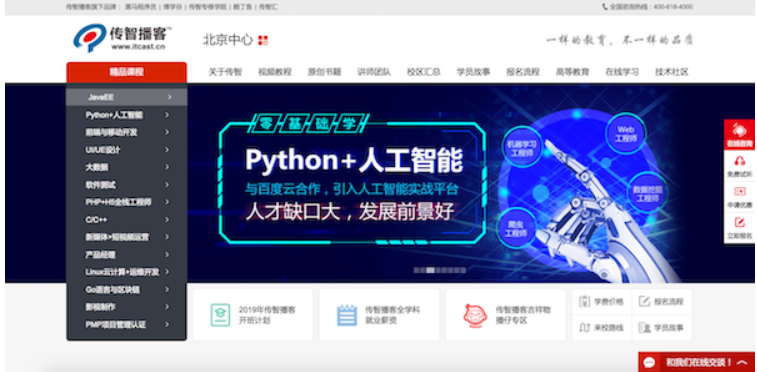 传智播客旗下品牌： 黑马程序员 | 博学谷 | 传智专修学院 | 酷丁鱼 | 传智汇
全国咨询热线：400-618-4000
传智播客
www.itcast.cn
北京中心
一样的教育，不一样的品质
精品课程
关于传智 视频教程 原创书籍 讲师团队 校区汇总 学员故事 报名流程 高等教育 在线学习 技术社区
JavaEE
Python+人工智能
前端与移动开发
UI/UE设计
大数据
软件测试
PHP+H5全栈工程师
C/C++
新媒体+短视频运营
产品经理
Linux云计算+运维开发
Go语言与区块链
影视制作
PMP项目管理认证
零基础学
Python+人工智能
与百度云合作，引入人工智能实战平台
人才缺口大，发展前景好
机器学习
工程师
Web
工程师
数据挖掘
工程师
爬虫
工程师
在线咨询
免费试听
申请优惠
立即报名
2019年传智播客
开班计划
传智播客全学科
就业薪资
传智播客吉祥物
播仔专区
学费价格
报名流程
来校路线
学员故事
和我们在线交谈！